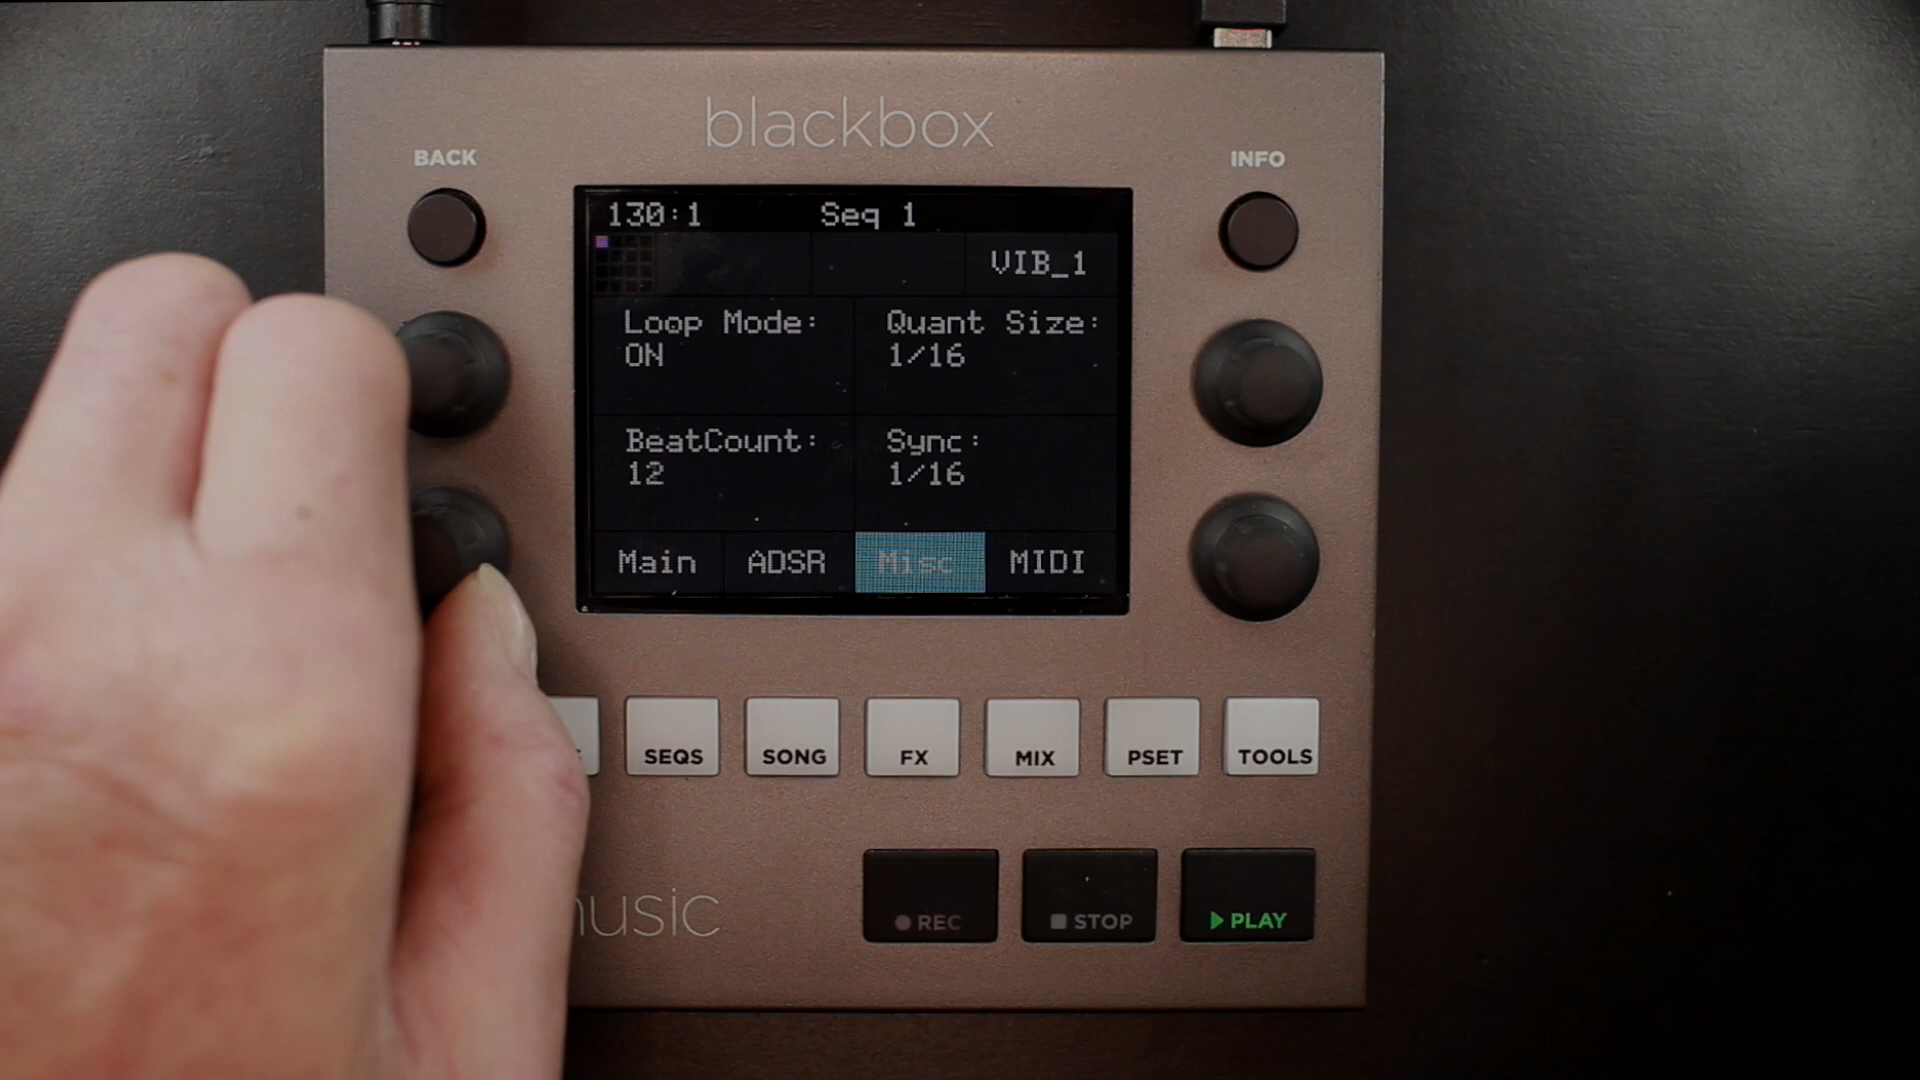 blackbox
BACK
INFO
130:1 Seq 1
VIB_1
Loop Mode: Quant Size:
ON 1/16
BeatCount: Sync:
12 1/16
Main ADSR Misc MIDI
SEQS SONG FX MIX PSET TOOLS
REC STOP PLAY
music